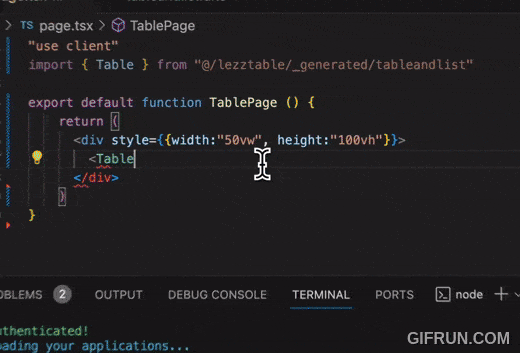 > TS page.tsx > TablePage
"use client"
import { Table } from "@/lezztable/_generated/tableandlist"
export default function TablePage () {
return (
<div style={{width:"50vw", height:"100vh"}}>
<Table
</div>
)
}
OBLEMS 2 OUTPUT DEBUG CONSOLE TERMINAL PORTS node
uthenticated!
oading your applications...
GIFRUN.COM